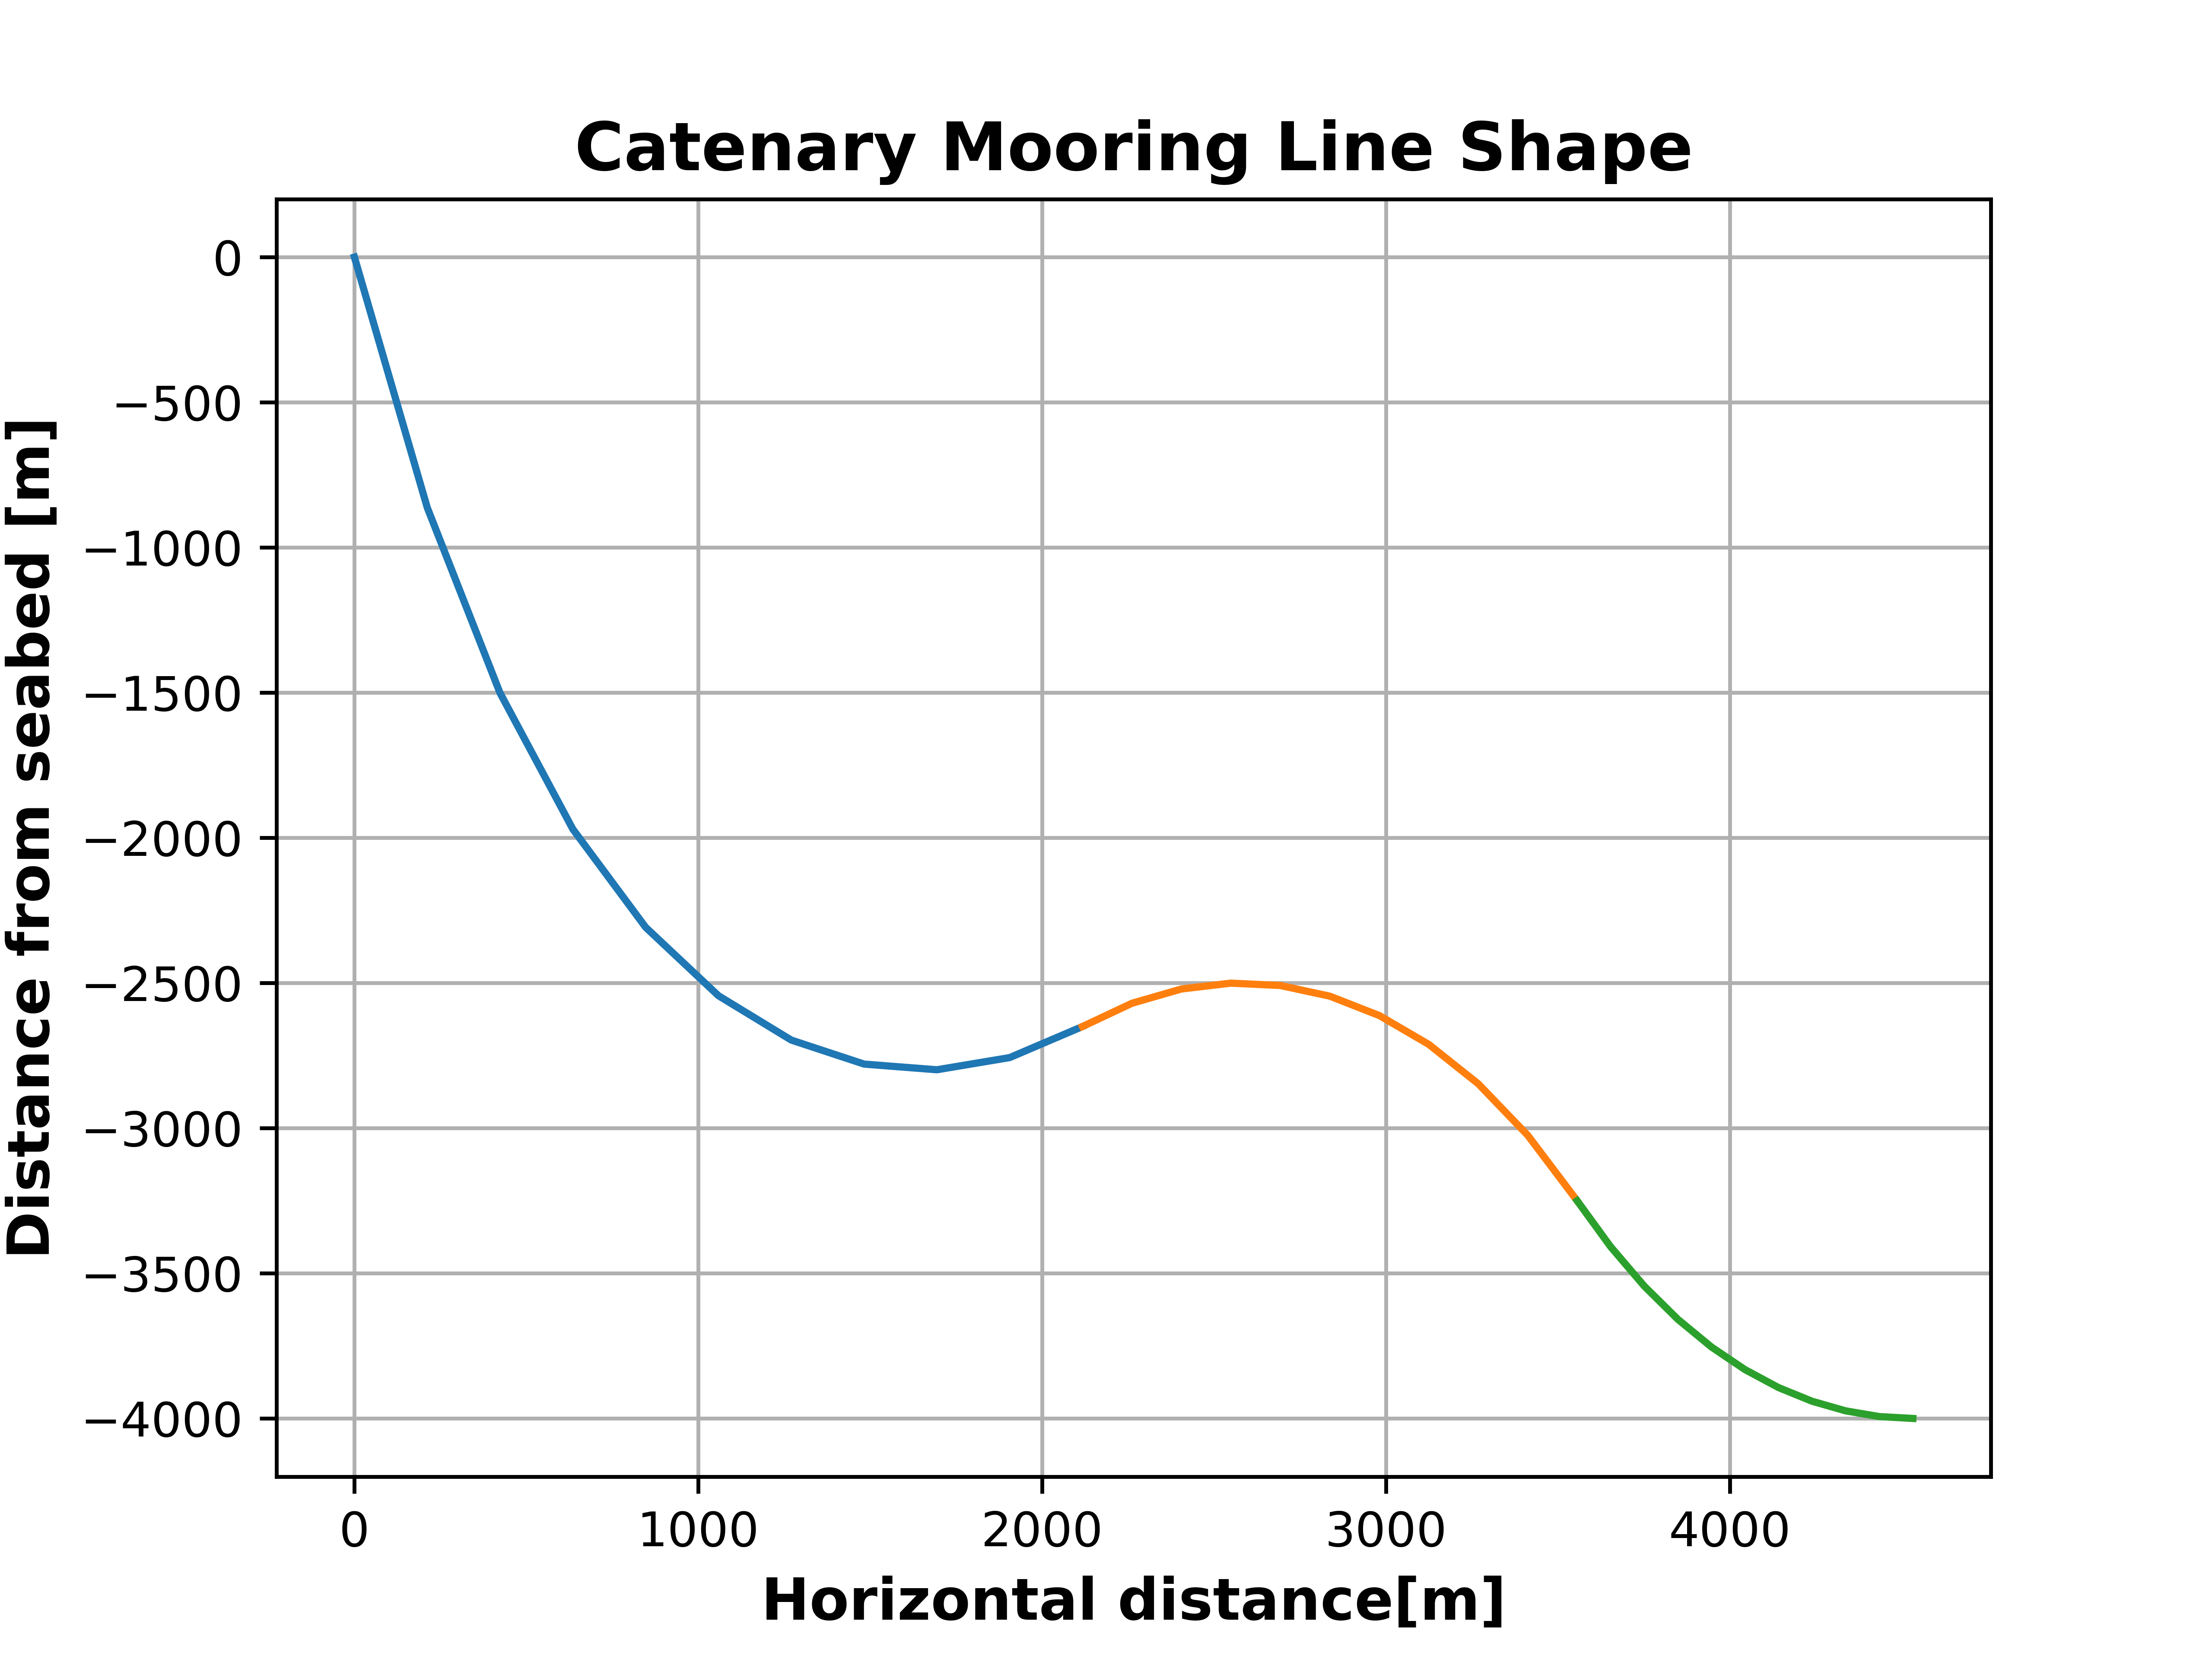 Catenary Mooring Line Shape
Distance from seabed [m]
0
−500
−1000
−1500
−2000
−2500
−3000
−3500
−4000
0 1000 2000 3000 4000
Horizontal distance[m]